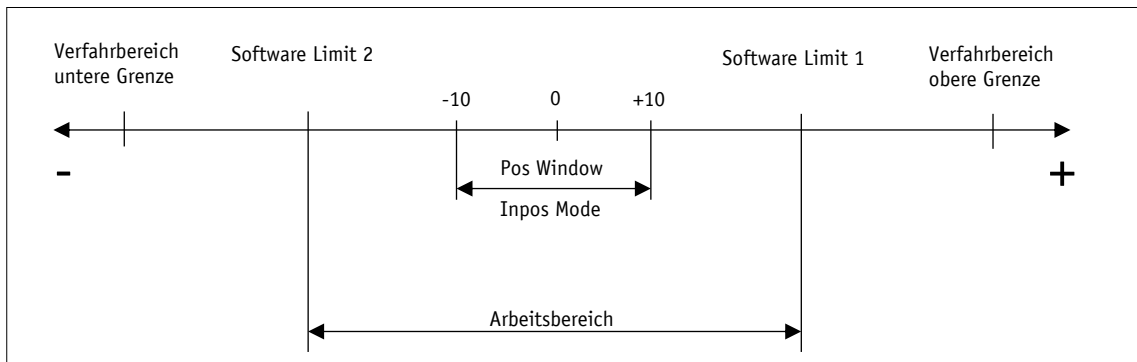 Verfahrbereich
untere Grenze
Software Limit 2
Software Limit 1
Verfahrbereich
obere Grenze
-10
0
+10
-
+
Pos Window
Inpos Mode
Arbeitsbereich